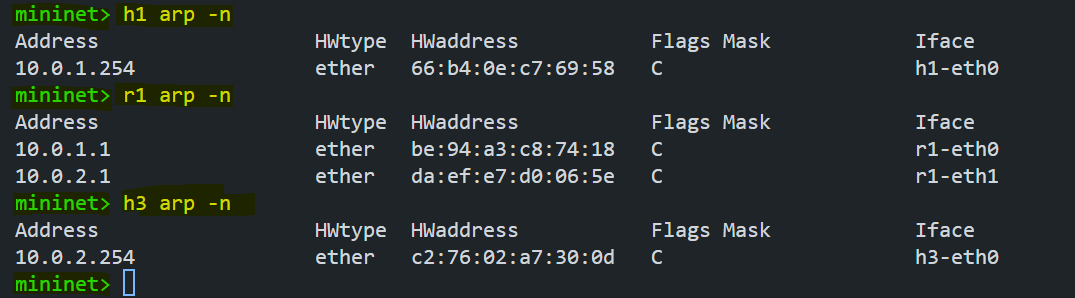 mininet> h1 arp -n
Address HWtype HWaddress Flags Mask Iface
10.0.1.254 ether 66:b4:0e:c7:69:58 C h1-eth0
mininet> r1 arp -n
Address HWtype HWaddress Flags Mask Iface
10.0.1.1 ether be:94:a3:c8:74:18 C r1-eth0
10.0.2.1 ether da:ef:e7:d0:06:5e C r1-eth1
mininet> h3 arp -n
Address HWtype HWaddress Flags Mask Iface
10.0.2.254 ether c2:76:02:a7:30:0d C h3-eth0
mininet>